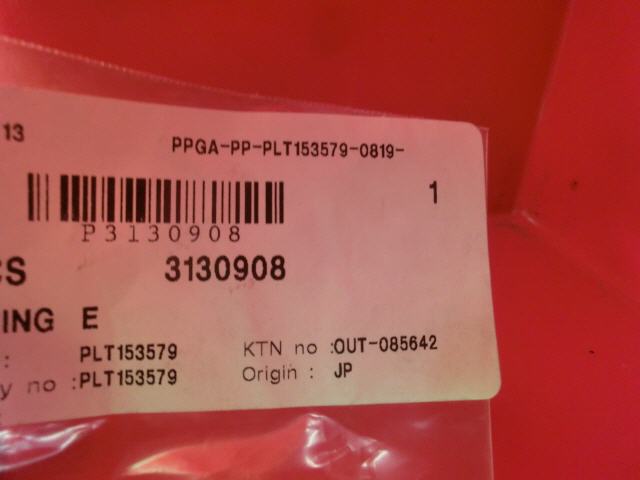 13 PPGA-PP-PLT153579-0819-
1
P3130908
CS 3130908
ING E
: PLT153579 KTN no :OUT-085642
y no :PLT153579 Origin : JP